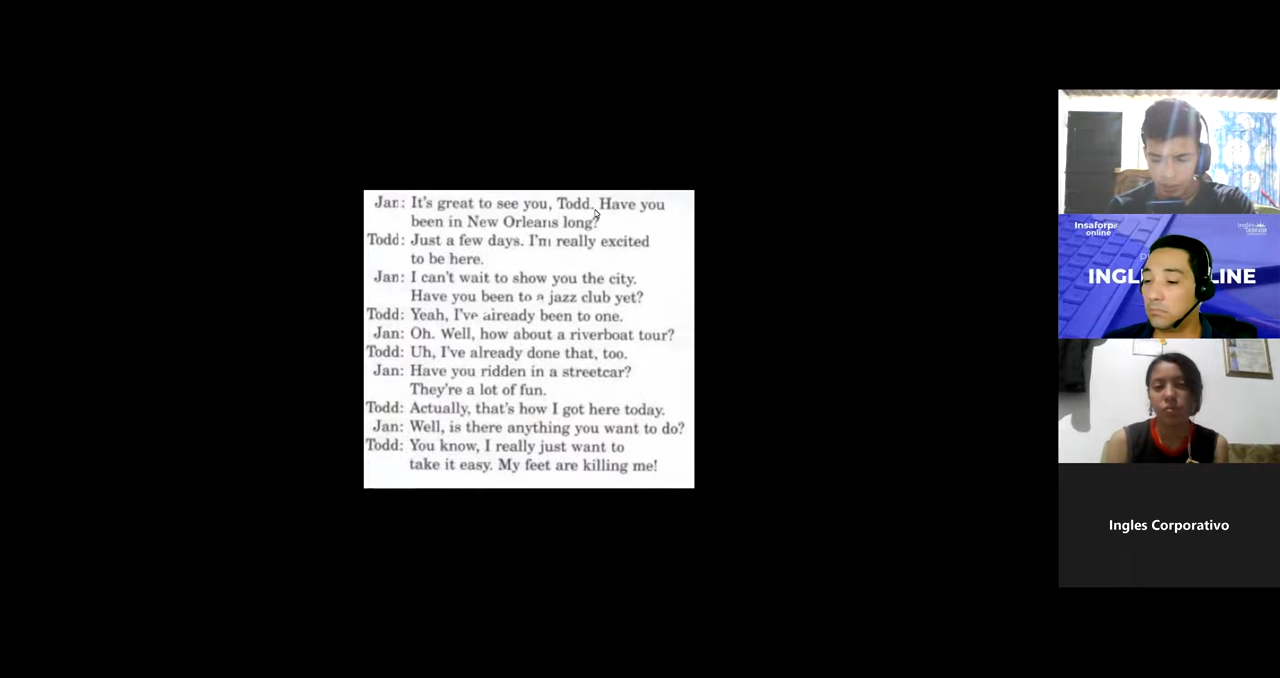 Jan: It's great to see you, Todd. Have you
been in New Orleans long?
Todd: Just a few days. I'm really excited
to be here.
Jan: I can't wait to show you the city.
Have you been to a jazz club yet?
Todd: Yeah, I've already been to one.
Jan: Oh. Well, how about a riverboat tour?
Todd: Uh, I've already done that, too.
Jan: Have you ridden in a streetcar?
They're a lot of fun.
Todd: Actually, that's how I got here today.
Jan: Well, is there anything you want to do?
Todd: You know, I really just want to
take it easy. My feet are killing me!
Insaforp
online
INGL LINE
Ingles Corporativo